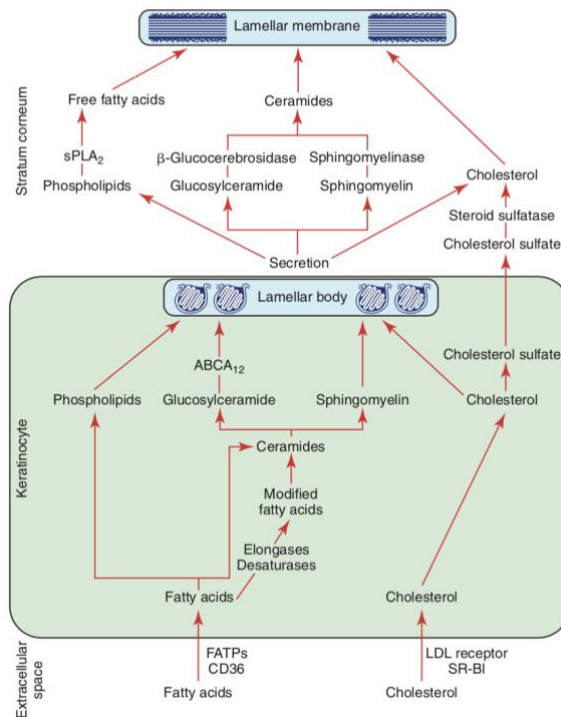 Lamellar membrane
Stratum corneum
Free fatty acids
Ceramides
sPLA2
β-Glucocerebrosidase
Sphingomyelinase
Phospholipids
Glucosylceramide
Sphingomyelin
Cholesterol
Steroid sulfatase
Cholesterol sulfate
Secretion
Lamellar body
Keratinocyte
ABCA12
Cholesterol sulfate
Phospholipids
Glucosylceramide
Sphingomyelin
Cholesterol
Ceramides
Modified
fatty acids
Elongases
Desaturases
Fatty acids
Cholesterol
Extracellular
space
FATPs
CD36
LDL receptor
SR-BI
Fatty acids
Cholesterol